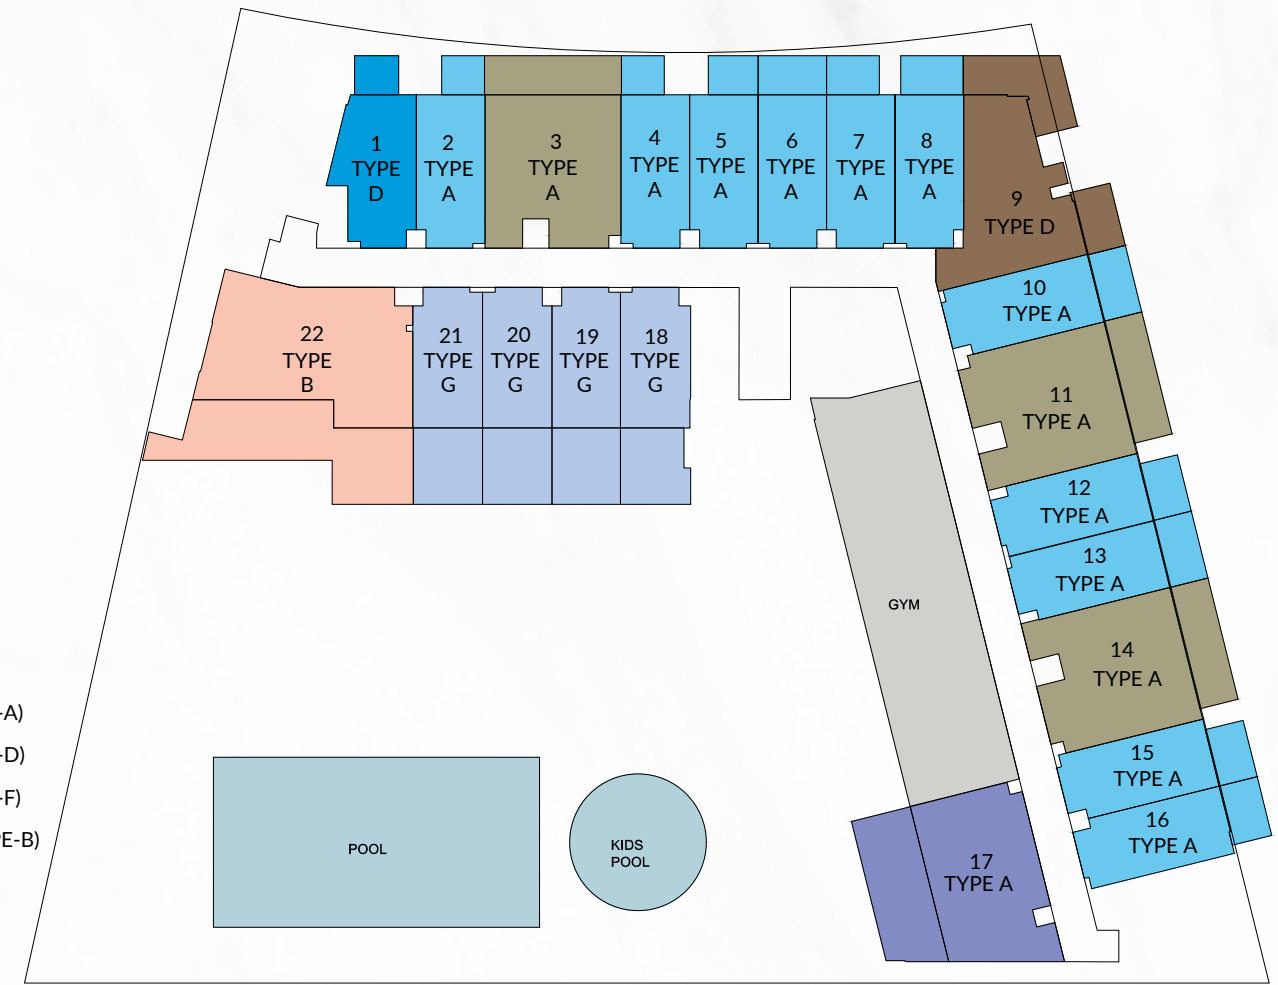 1
TYPE
D
2
TYPE
A
3
TYPE
A
4
TYPE
A
5
TYPE
A
6
TYPE
A
7
TYPE
A
8
TYPE
A
9
TYPE D
10
TYPE A
11
TYPE A
12
TYPE A
13
TYPE A
14
TYPE A
15
TYPE A
16
TYPE A
17
TYPE A
18
TYPE
G
19
TYPE
G
20
TYPE
G
21
TYPE
G
22
TYPE
B
GYM
-A)
-D)
-F)
PE-B)
POOL
KIDS
POOL